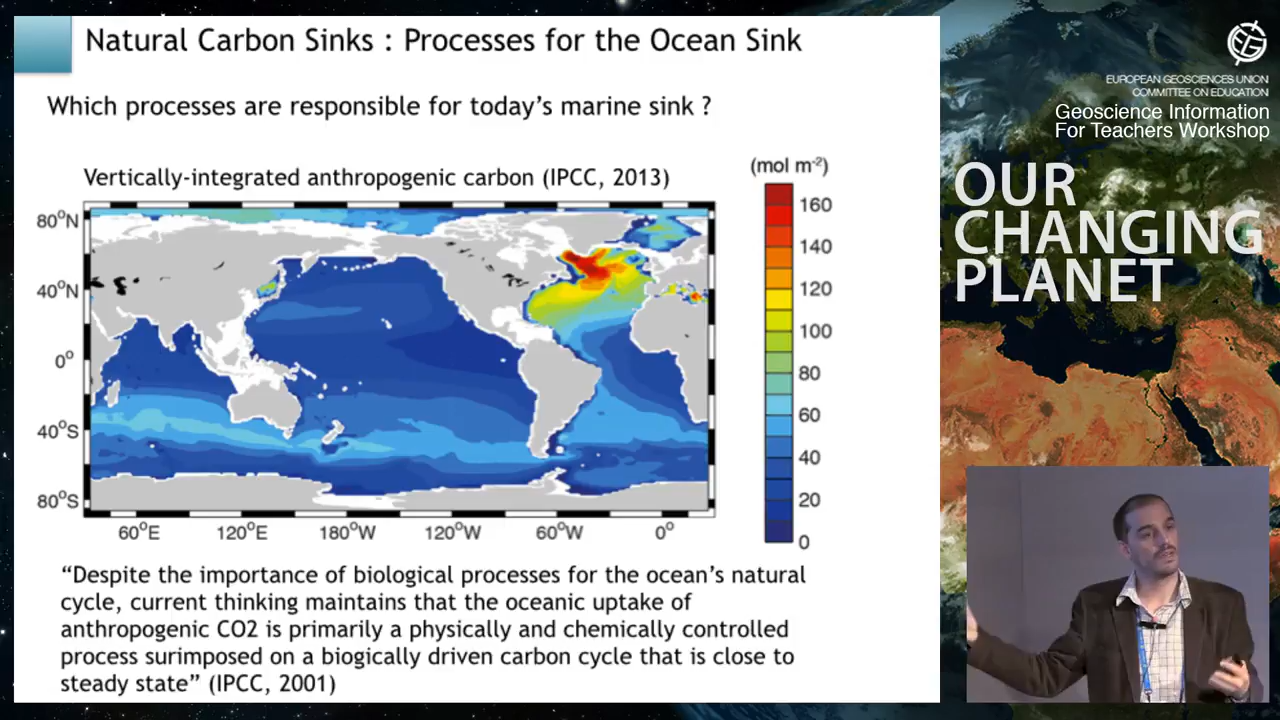 Natural Carbon Sinks : Processes for the Ocean Sink
Which processes are responsible for today's marine sink ?
Vertically-integrated anthropogenic carbon (IPCC, 2013)
(mol m-2)
80°N
40°N
0°
40°S
80°S
60°E
120°E
180°W
120°W
60°W
0°
160
140
120
100
80
60
40
20
0
“Despite the importance of biological processes for the ocean's natural
cycle, current thinking maintains that the oceanic uptake of
anthropogenic CO2 is primarily a physically and chemically controlled
process surimposed on a biogically driven carbon cycle that is close to
steady state” (IPCC, 2001)
EUROPEAN GEOSCIENCES UNION
COMMITTEE ON EDUCATION
Geoscience Information
For Teachers Workshop
OUR
CHANGING
PLANET